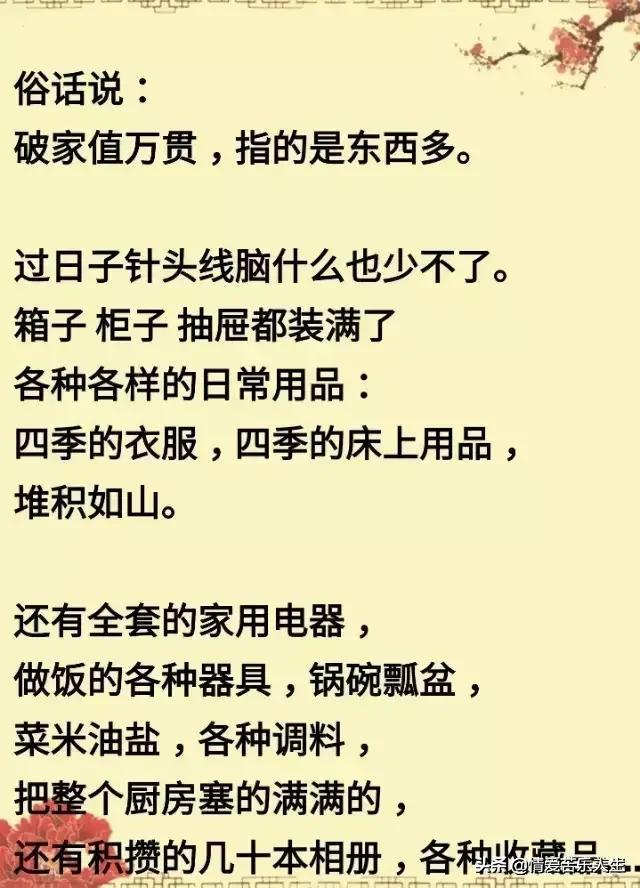 俗话说：
破家值万贯，指的是东西多。
过日子针头线脑什么也少不了。
箱子 柜子 抽屉都装满了
各种各样的日常用品：
四季的衣服，四季的床上用品，
堆积如山。
还有全套的家用电器，
做饭的各种器具，锅碗瓢盆，
菜米油盐，各种调料，
把整个厨房塞的满满的，
还有积攒的几十本相册，各种收藏品……
头条 @情爱苦乐人生